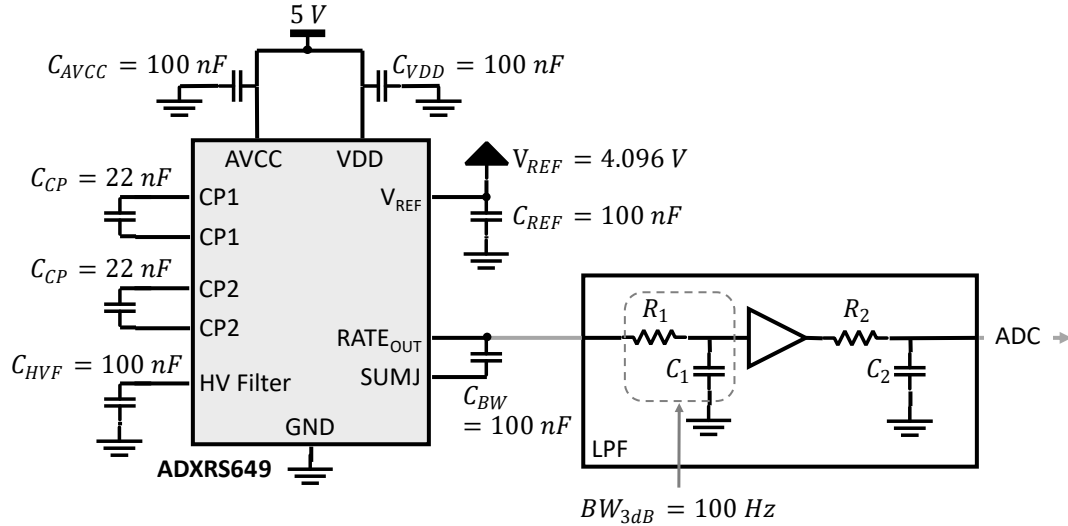 5 V
C_AVCC = 100 nF
C_VDD = 100 nF
AVCC
VDD
V_REF = 4.096 V
C_CP = 22 nF
CP1
V_REF
C_REF = 100 nF
CP1
C_CP = 22 nF
CP2
CP2
RATE_OUT
C_HVF = 100 nF
HV Filter
SUMJ
C_BW
= 100 nF
GND
ADXRS649
R_1
R_2
ADC
C_1
C_2
LPF
BW_3dB = 100 Hz